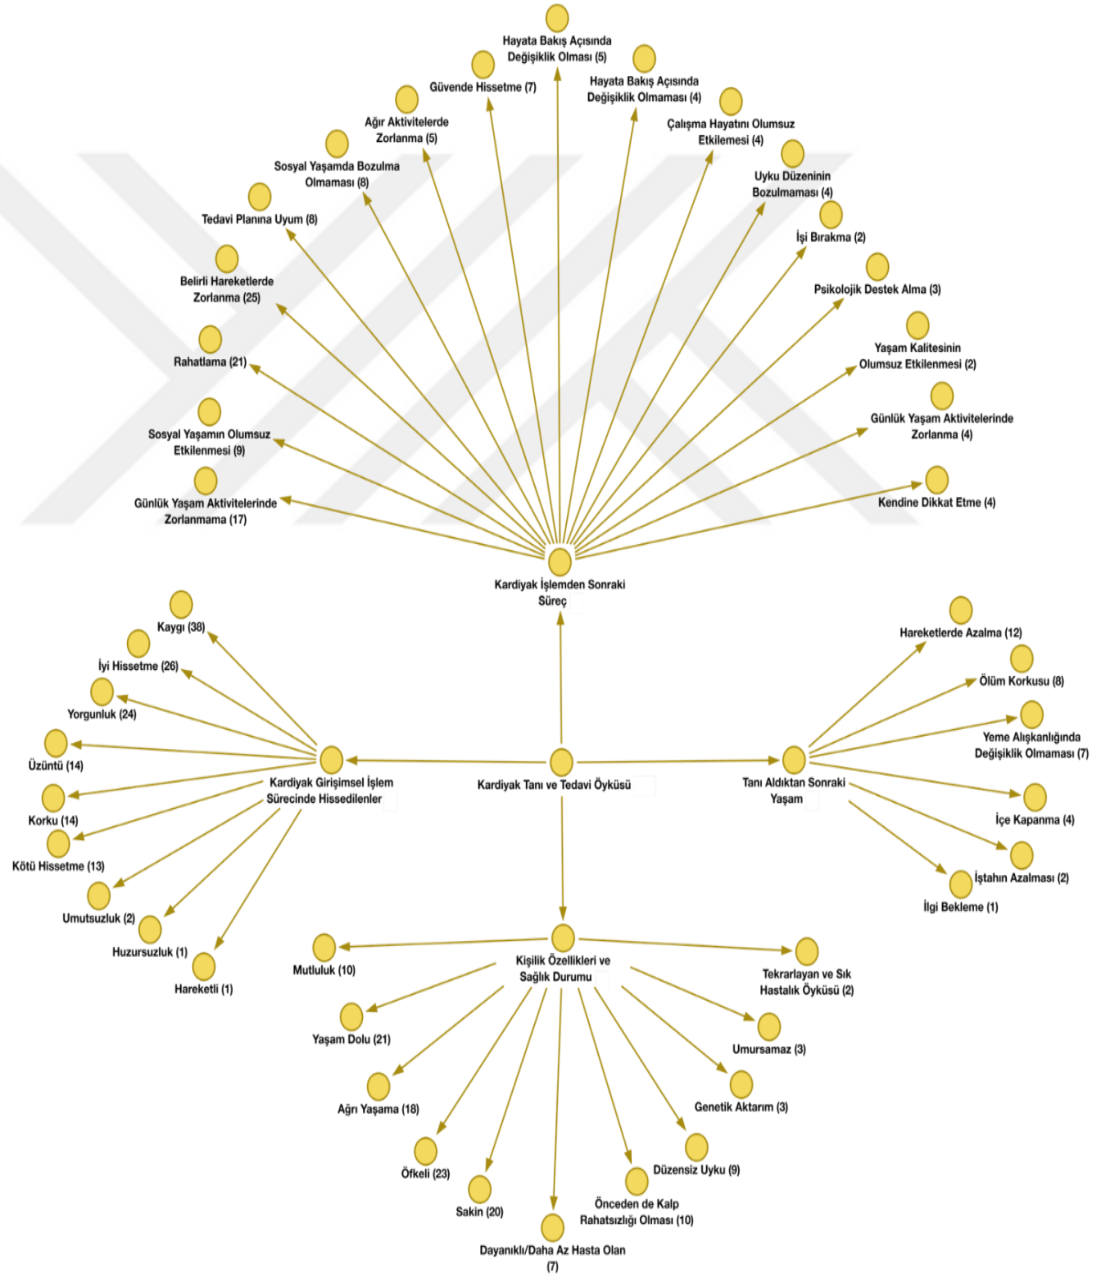 Hayata Bakış Açısında
Değişiklik Olması (5)
Güvende Hissetme (7)
Hayata Bakış Açısında
Değişiklik Olmaması (4)
Ağır Aktivitelerde
Zorlanma (5)
Çalışma Hayatını Olumsuz
Etkilemesi (4)
Sosyal Yaşamda Bozulma
Olmaması (8)
Uyku Düzeninin
Bozulmaması (4)
Tedavi Planına Uyum (8)
İşi Bırakma (2)
Belirli Hareketlerde
Zorlanma (25)
Psikolojik Destek Alma (3)
Rahatlama (21)
Yaşam Kalitesinin
Olumsuz Etkilenmesi (2)
Sosyal Yaşamın Olumsuz
Etkilenmesi (9)
Günlük Yaşam Aktivitelerinde
Zorlanma (4)
Günlük Yaşam Aktivitelerinde
Zorlanmama (17)
Kendine Dikkat Etme (4)
Kardiyak İşlemden Sonraki
Süreç
Kaygı (38)
İyi Hissetme (26)
Yorgunluk (24)
Üzüntü (14)
Korku (14)
Kötü Hissetme (13)
Umutsuzluk (2)
Huzursuzluk (1)
Hareketli (1)
Kardiyak Girişimsel İşlem
Sürecinde Hissedilenler
Kardiyak Tanı ve Tedavi Öyküsü
Tanı Aldıktan Sonraki
Yaşam
Hareketlerde Azalma (12)
Ölüm Korkusu (8)
Yeme Alışkanlığında
Değişiklik Olmaması (7)
İçe Kapanma (4)
İştahın Azalması (2)
İlgi Bekleme (1)
Kişilik Özellikleri ve
Sağlık Durumu
Mutluluk (10)
Tekrarlayan ve Sık
Hastalık Öyküsü (2)
Yaşam Dolu (21)
Umursamaz (3)
Ağrı Yaşama (18)
Genetik Aktarım (3)
Öfkeli (23)
Düzensiz Uyku (9)
Sakin (20)
Önceden de Kalp
Rahatsızlığı Olması (10)
Dayanıklı/Daha Az Hasta Olan
(7)